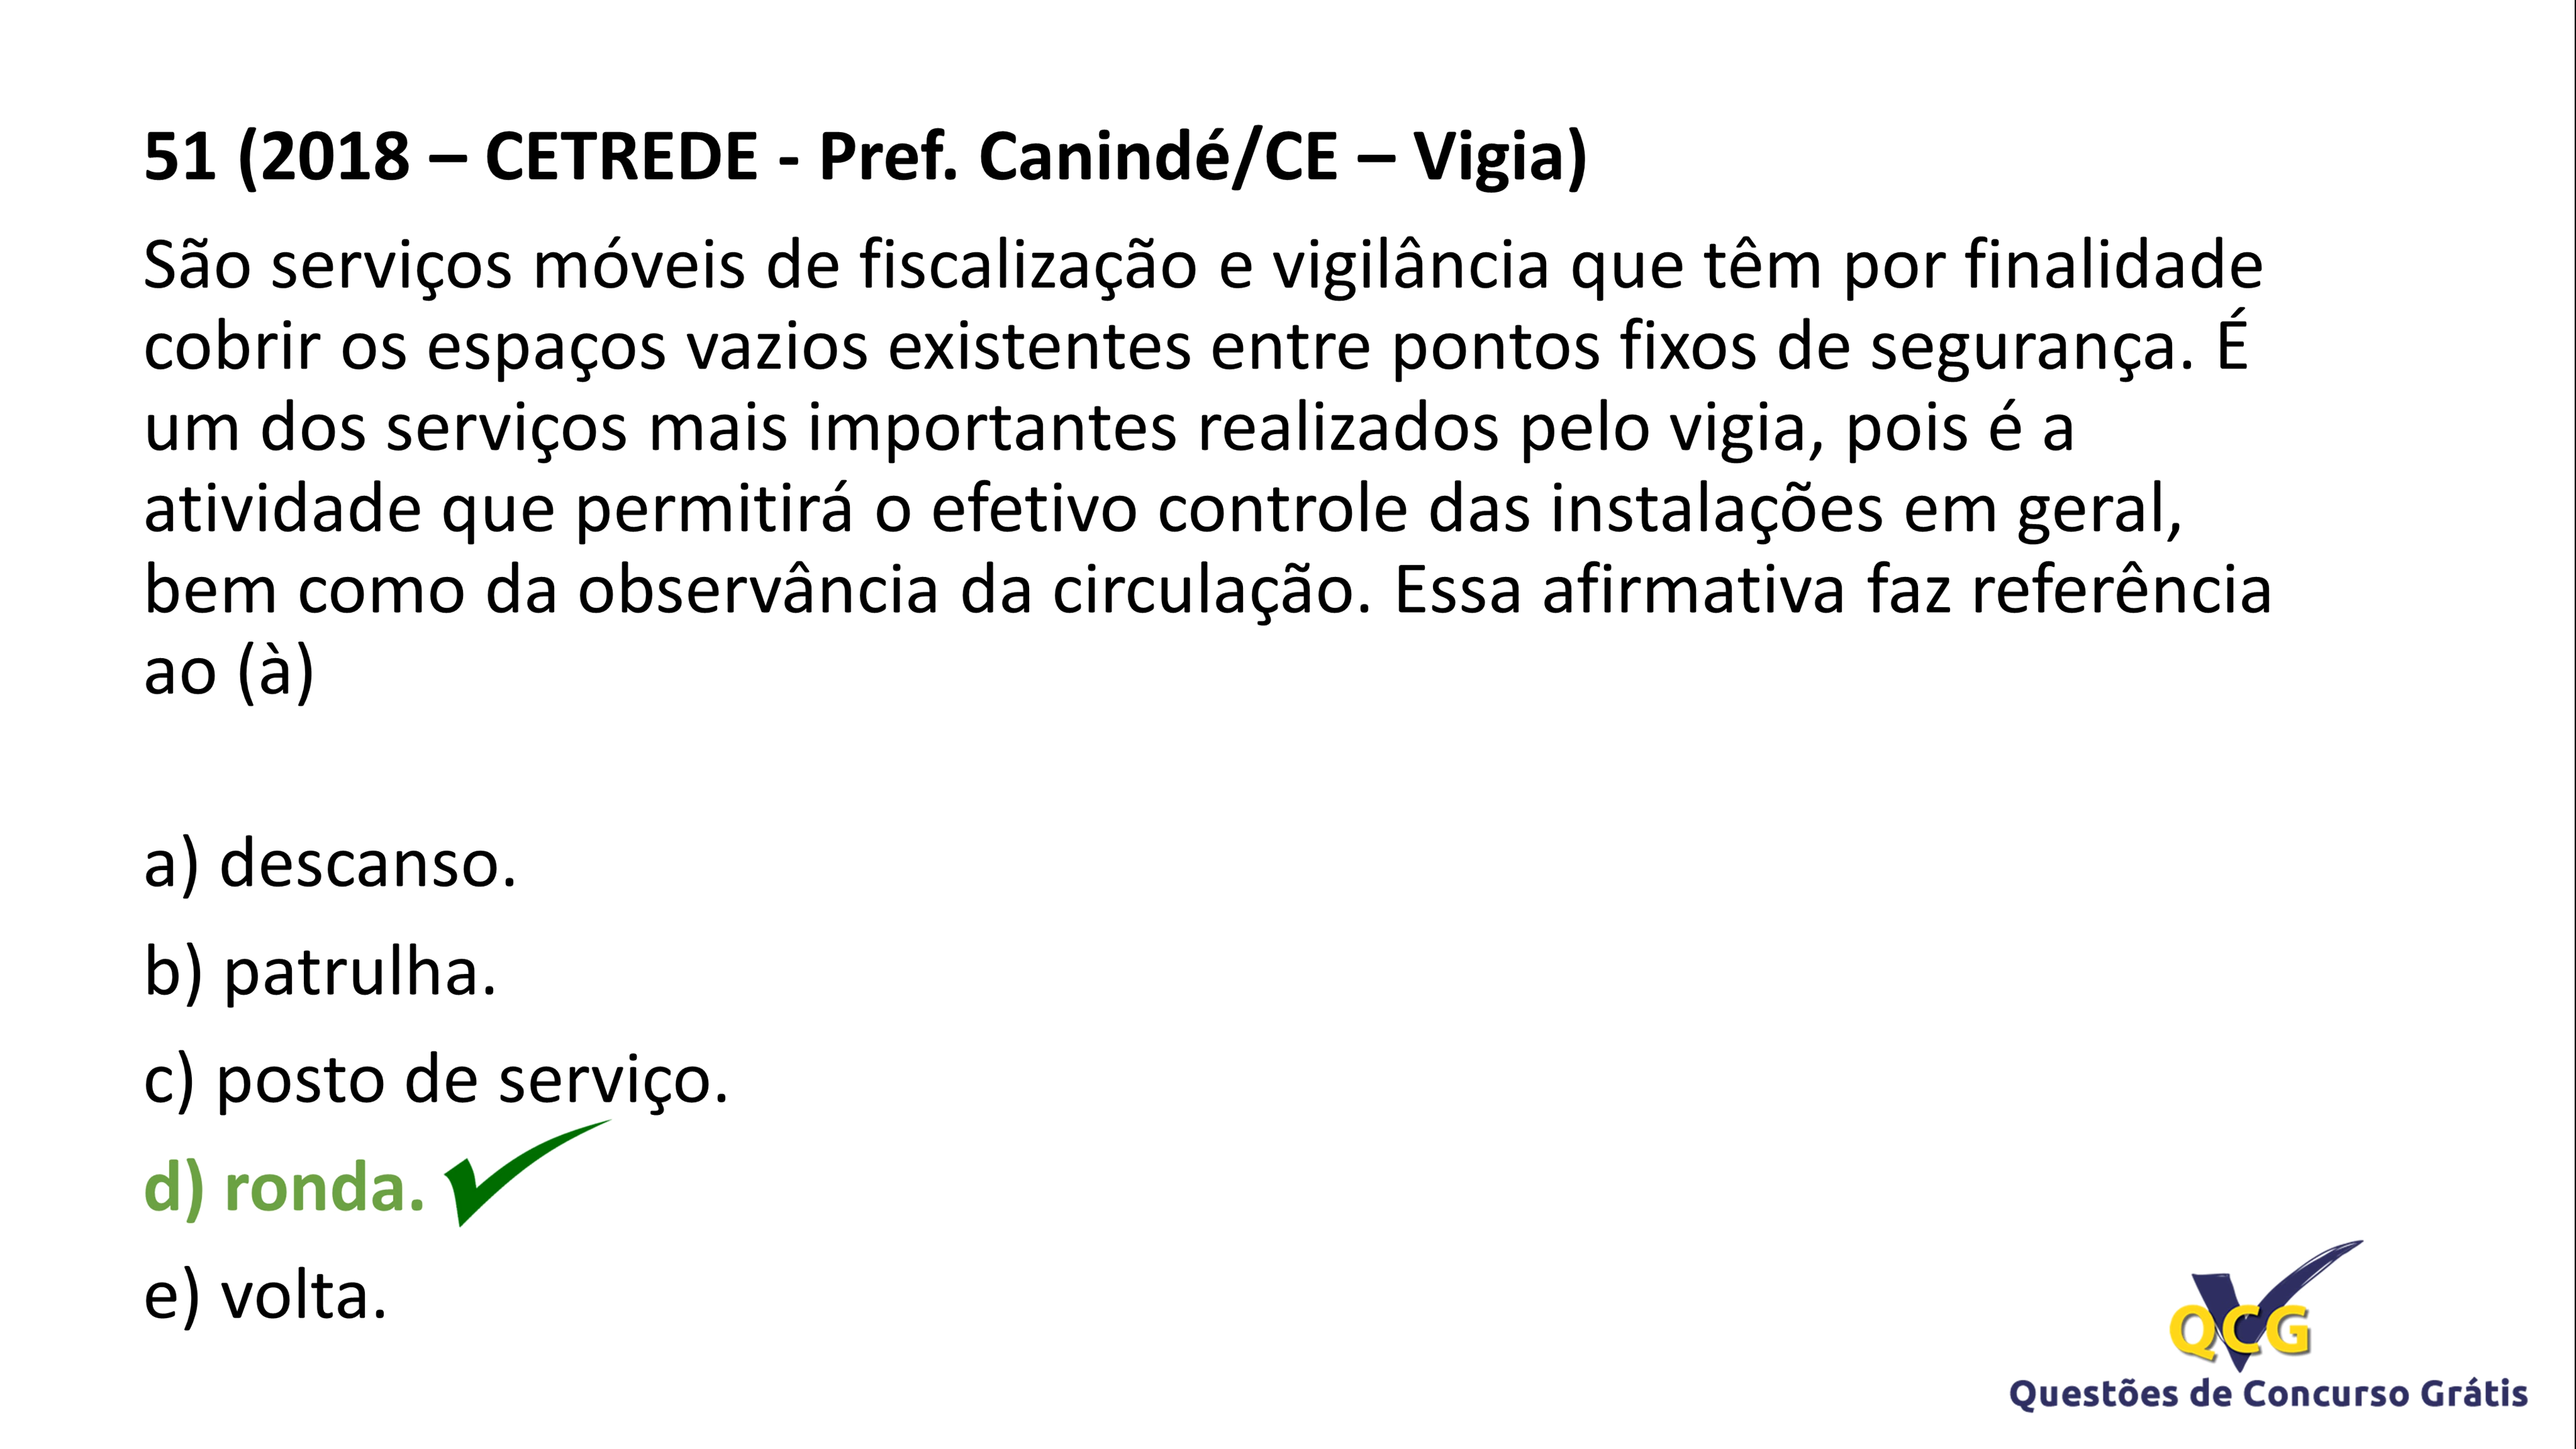 51 (2018 – CETREDE - Pref. Canindé/CE – Vigia)
São serviços móveis de fiscalização e vigilância que têm por finalidade
cobrir os espaços vazios existentes entre pontos fixos de segurança. É
um dos serviços mais importantes realizados pelo vigia, pois é a
atividade que permitirá o efetivo controle das instalações em geral,
bem como da observância da circulação. Essa afirmativa faz referência
ao (à)
a) descanso.
b) patrulha.
c) posto de serviço.
d) ronda.
e) volta.
QCG
Questões de Concurso Grátis